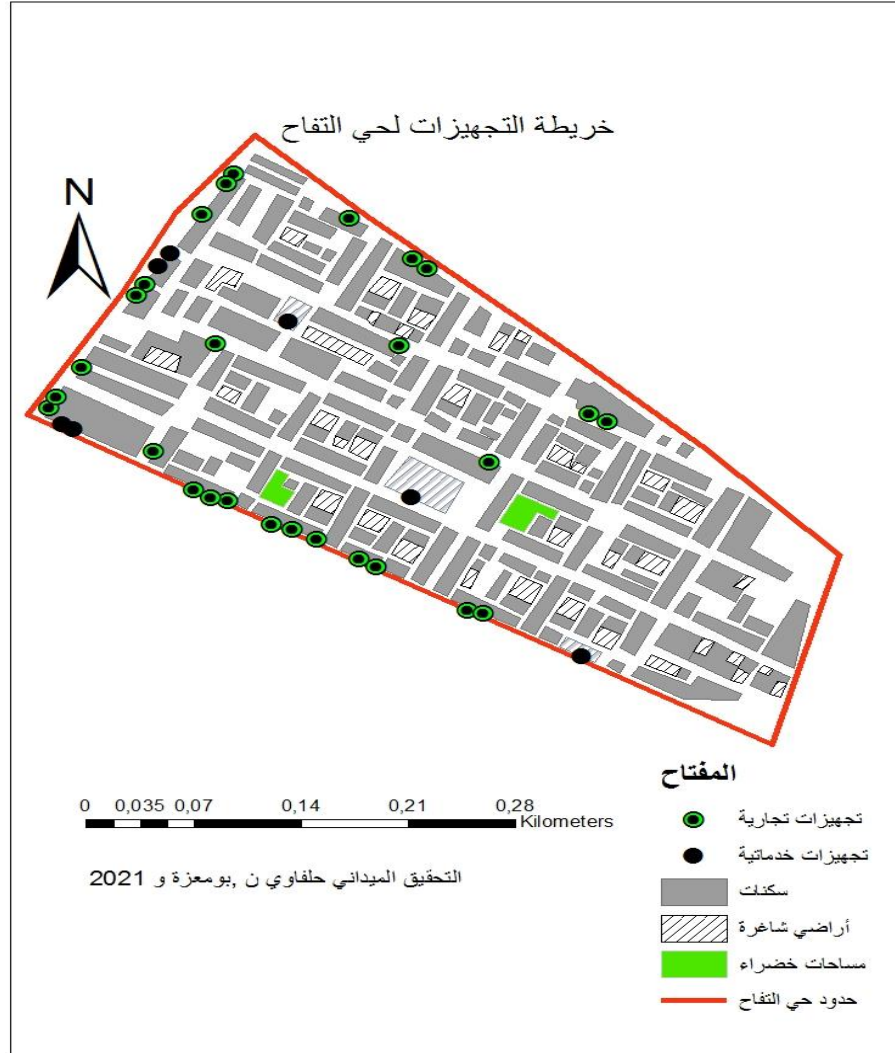 خريطة التجهيزات لحي التفاح
N
0 0,035 0,07 0,14 0,21 0,28
Kilometers
التحقيق الميداني حلفاوي ن ,بومعزة و 2021
المفتاح
تجهيزات تجارية
تجهيزات خدماتية
سكنات
أراضي شاغرة
مساحات خضراء
حدود حي التفاح